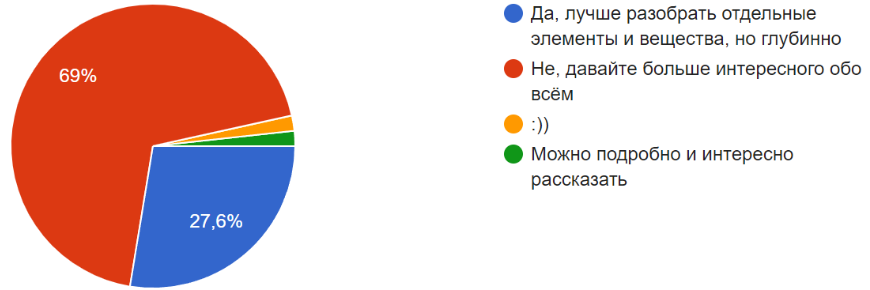 69%
27,6%
Да, лучше разобрать отдельные
элементы и вещества, но глубинно
Не, давайте больше интересного обо
всём
:))
Можно подробно и интересно
рассказать